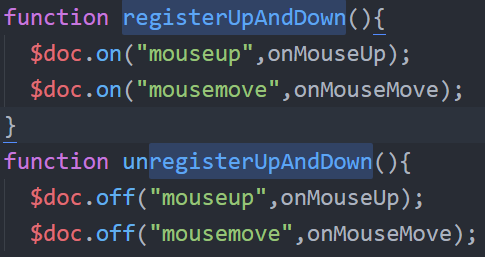 function registerUpAndDown(){
  $doc.on("mouseup",onMouseUp);
  $doc.on("mousemove",onMouseMove);
}
function unregisterUpAndDown(){
  $doc.off("mouseup",onMouseUp);
  $doc.off("mousemove",onMouseMove);